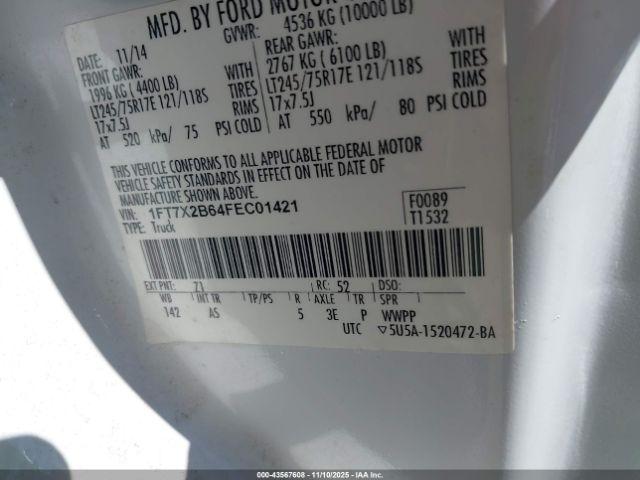 MFD. BY FORD MOTOR
GVWR: 4536 KG (10000 LB)
DATE: 11/14
FRONT GAWR: REAR GAWR:
1996 KG (4400 LB) WITH 2767 KG (6100 LB) WITH
LT245/75R17E 121/118S TIRES LT245/75R17E 121/118S TIRES
17x7.5J RIMS 17x7.5J RIMS
AT 520 kPa/ 75 PSI COLD AT 550 kPa/ 80 PSI COLD
THIS VEHICLE CONFORMS TO ALL APPLICABLE FEDERAL MOTOR
VEHICLE SAFETY STANDARDS IN EFFECT ON THE DATE OF
MANUFACTURE SHOWN ABOVE.
VIN: 1FT7X2B64FEC01421 F0089
TYPE: Truck T1532
EXT PNT: Z1 RC: 52 DSO:
WB INT TR TP/PS R AXLE TR SPR
142 AS 5 3E P WWPP
UTC ▽5U5A-1520472-BA
000-43567608 - 11/10/2025 - IAAI.CA